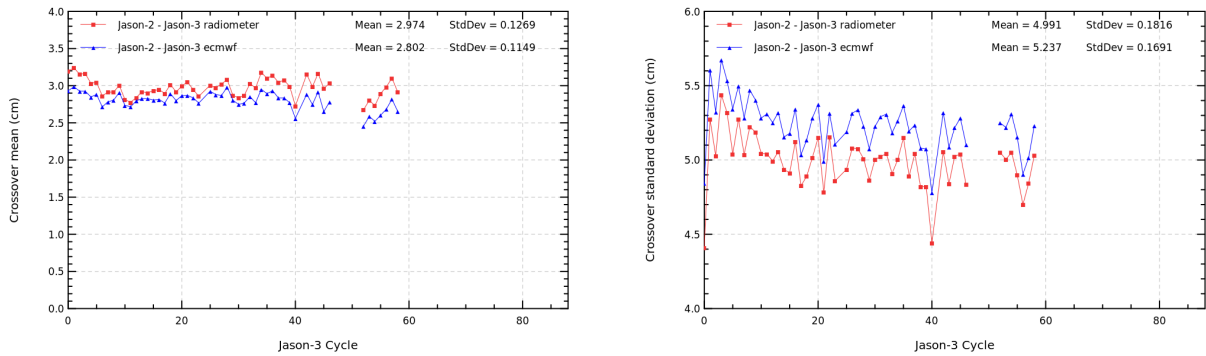 Jason-2 - Jason-3 radiometer Mean = 2.974 StdDev = 0.1269
Jason-2 - Jason-3 ecmwf Mean = 2.802 StdDev = 0.1149
4.0
3.5
3.0
2.5
2.0
1.5
1.0
0.5
0.0
Crossover mean (cm)
0 20 40 60 80
Jason-3 Cycle
Jason-2 - Jason-3 radiometer Mean = 4.991 StdDev = 0.1816
Jason-2 - Jason-3 ecmwf Mean = 5.237 StdDev = 0.1691
6.0
5.5
5.0
4.5
4.0
Crossover standard deviation (cm)
0 20 40 60 80
Jason-3 Cycle